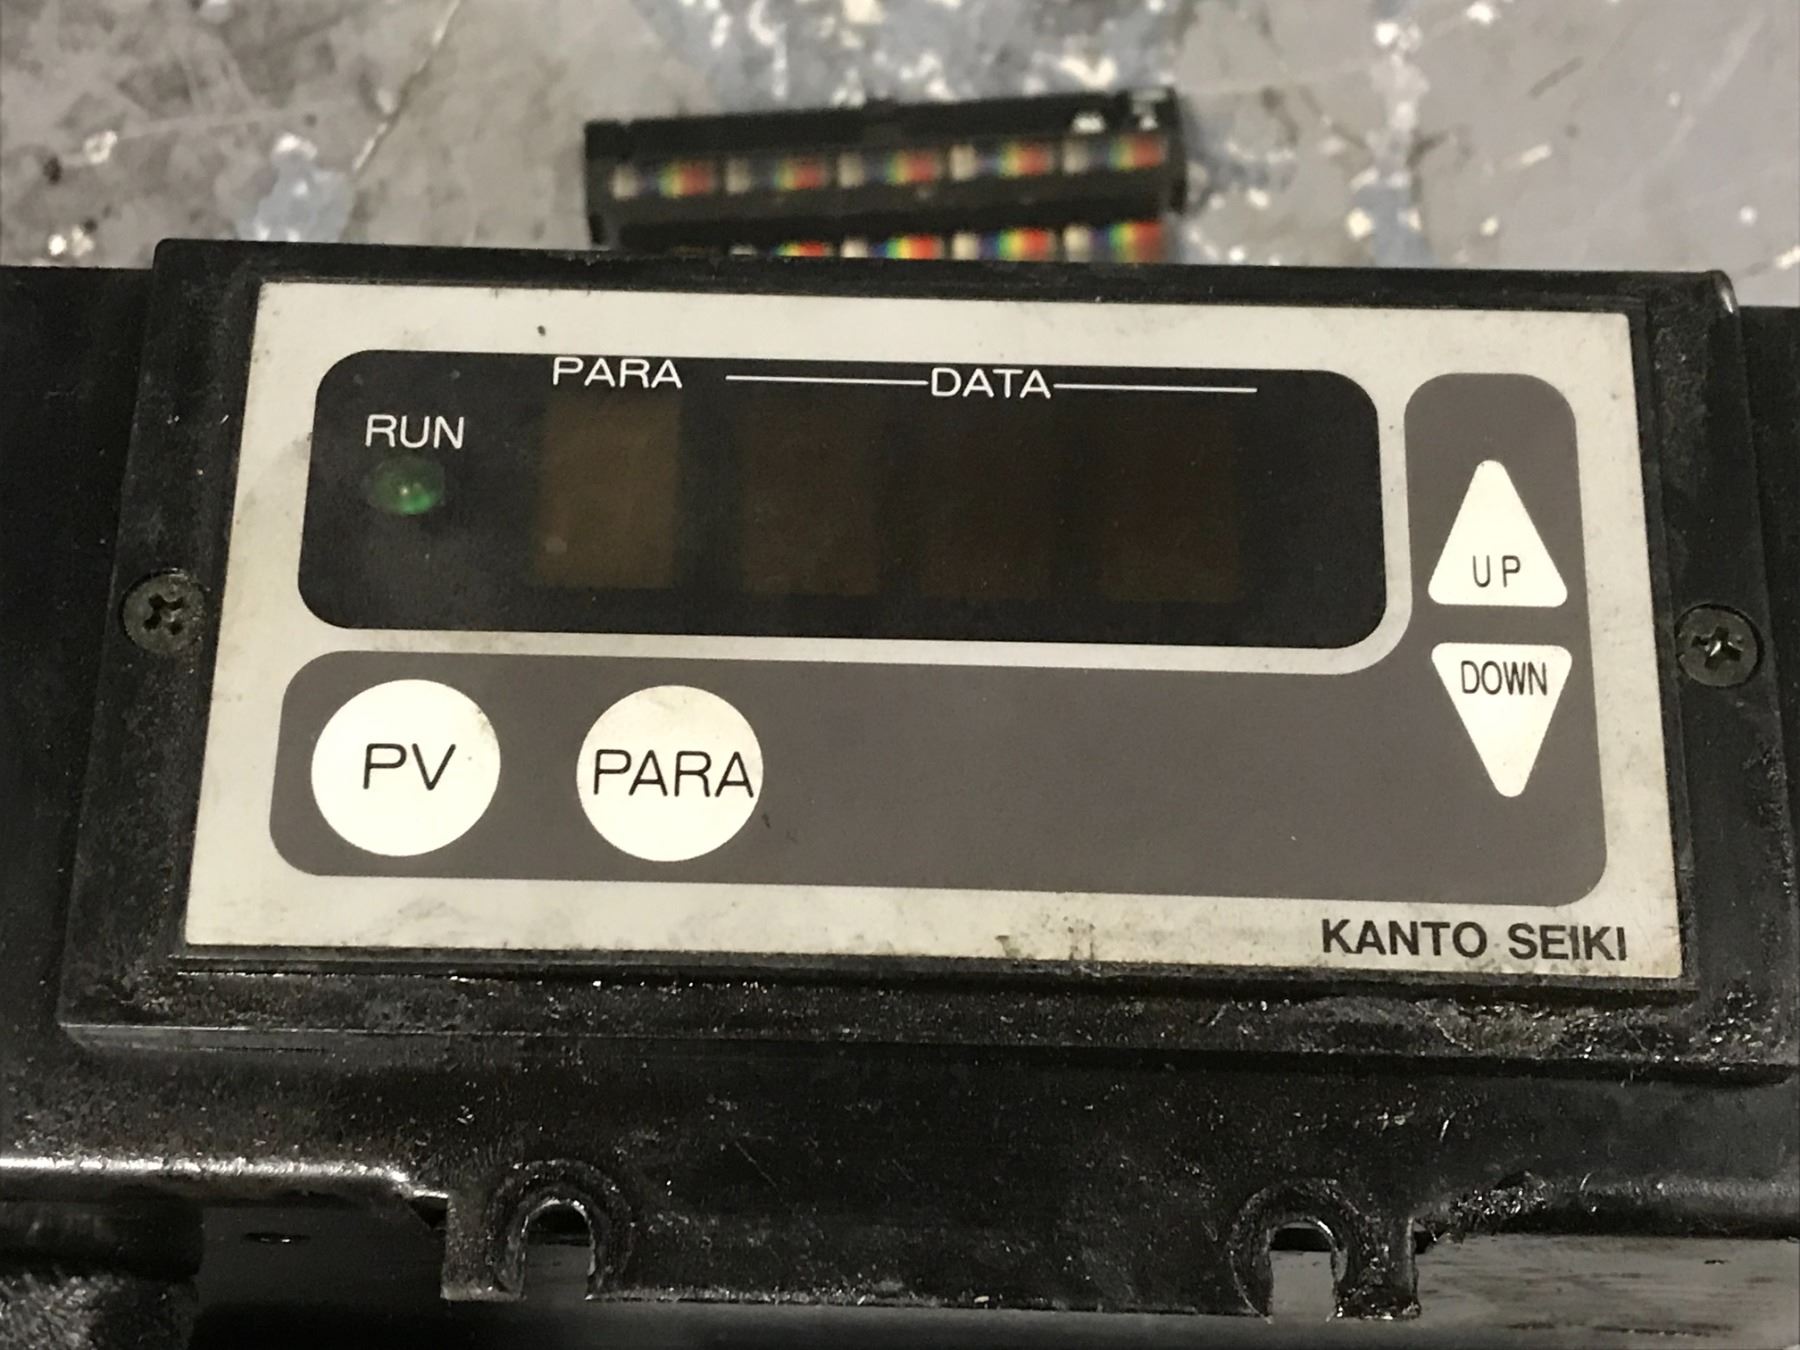 PARA DATA
RUN
UP
DOWN
PV PARA
KANTO SEIKI